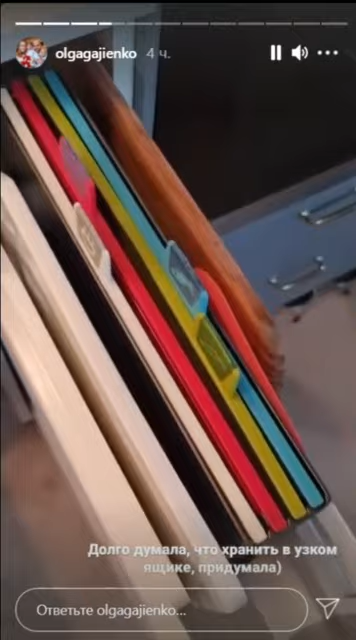 olgagajienko 4 ч.
Долго думала, что хранить в узком
ящике, придумала)
Ответьте olgagajienko...